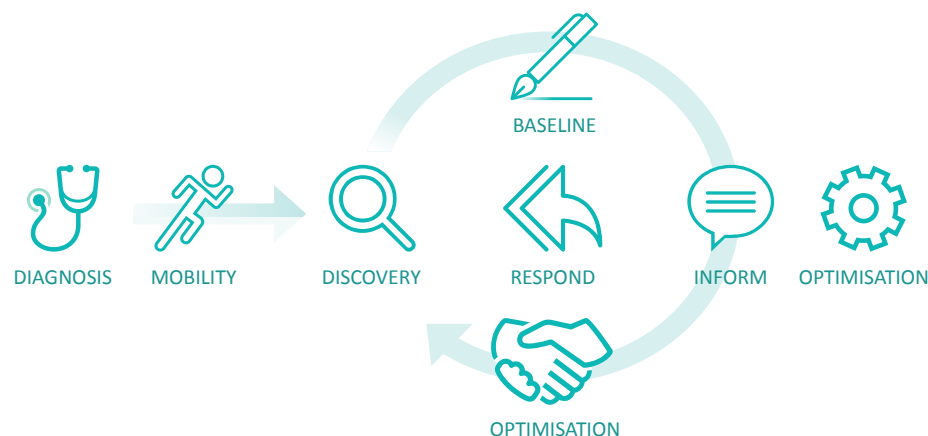 BASELINE
DIAGNOSIS
MOBILITY
DISCOVERY
RESPOND
INFORM
OPTIMISATION
OPTIMISATION